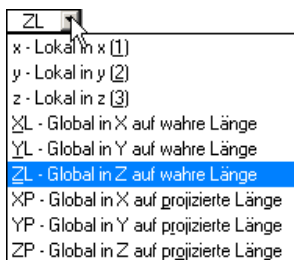 ZL
x - Lokal in x (1)
y - Lokal in y (2)
z - Lokal in z (3)
XL - Global in X auf wahre Länge
YL - Global in Y auf wahre Länge
ZL - Global in Z auf wahre Länge
XP - Global in X auf projizierte Länge
YP - Global in Y auf projizierte Länge
ZP - Global in Z auf projizierte Länge